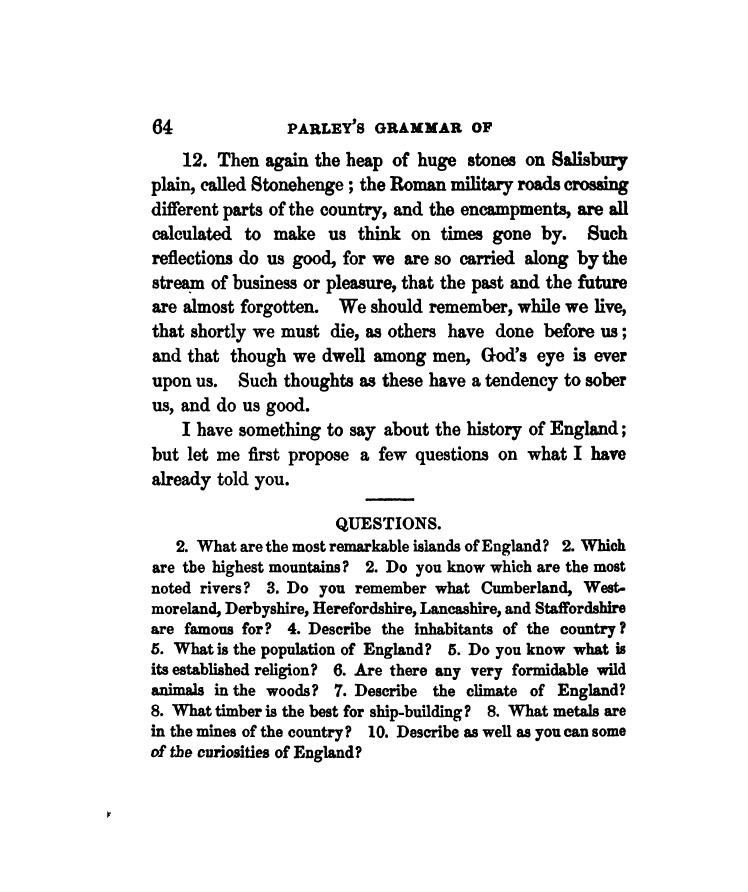 64 PARLEY'S GRAMMAR OF
12. Then again the heap of huge stones on Salisbury
plain, called Stonehenge; the Roman military roads crossing
different parts of the country, and the encampments, are all
calculated to make us think on times gone by. Such
reflections do us good, for we are so carried along by the
stream of business or pleasure, that the past and the future
are almost forgotten. We should remember, while we live,
that shortly we must die, as others have done before us;
and that though we dwell among men, God's eye is ever
upon us. Such thoughts as these have a tendency to sober
us, and do us good.
I have something to say about the history of England;
but let me first propose a few questions on what I have
already told you.
QUESTIONS.
2. What are the most remarkable islands of England? 2. Which
are the highest mountains? 2. Do you know which are the most
noted rivers? 3. Do you remember what Cumberland, West-
moreland, Derbyshire, Herefordshire, Lancashire, and Staffordshire
are famous for? 4. Describe the inhabitants of the country?
5. What is the population of England? 5. Do you know what is
its established religion? 6. Are there any very formidable wild
animals in the woods? 7. Describe the climate of England?
8. What timber is the best for ship-building? 8. What metals are
in the mines of the country? 10. Describe as well as you can some
of the curiosities of England?